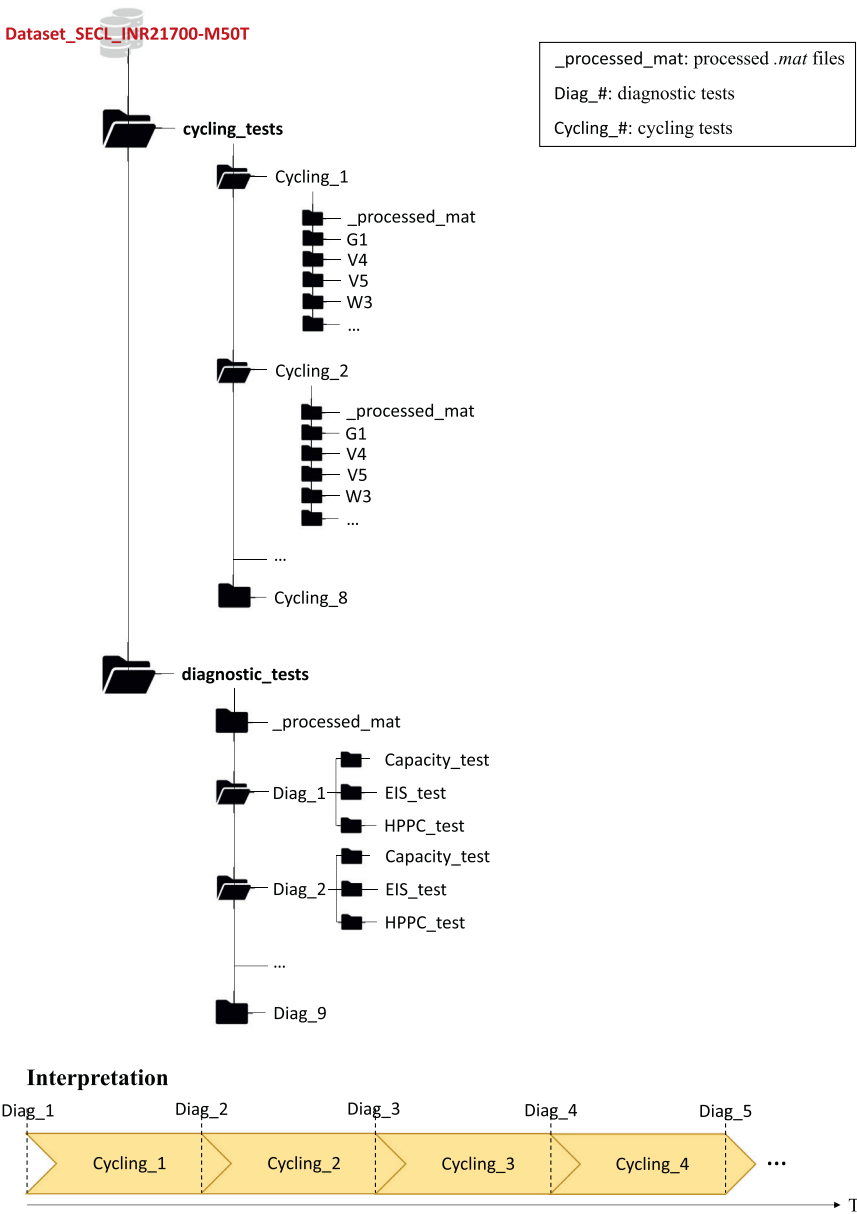 Dataset_SECL_INR21700-M50T
_processed_mat: processed .mat files
Diag_#: diagnostic tests
Cycling_#: cycling tests
cycling_tests
Cycling_1
_processed_mat
G1
V4
V5
W3
...
Cycling_2
_processed_mat
G1
V4
V5
W3
...
...
Cycling_8
diagnostic_tests
_processed_mat
Diag_1
Capacity_test
EIS_test
HPPC_test
Diag_2
Capacity_test
EIS_test
HPPC_test
...
Diag_9
Interpretation
Diag_1 Diag_2 Diag_3 Diag_4 Diag_5
Cycling_1 Cycling_2 Cycling_3 Cycling_4 ...